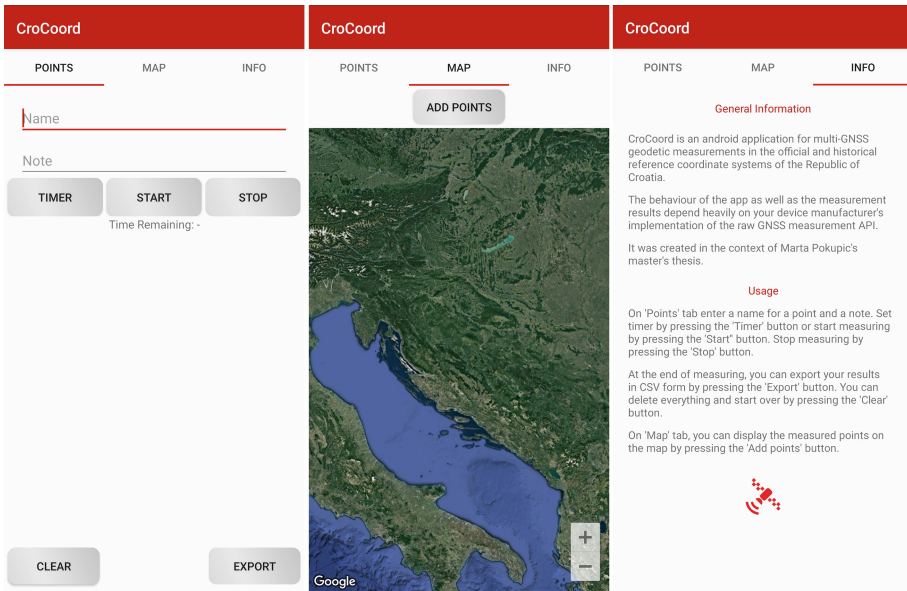 CroCoord
POINTS MAP INFO
Name
Note
TIMER START STOP
Time Remaining: -
CLEAR EXPORT
CroCoord
POINTS MAP INFO
ADD POINTS
+
−
Google
CroCoord
POINTS MAP INFO
General Information
CroCoord is an android application for multi-GNSS
geodetic measurements in the official and historical
reference coordinate systems of the Republic of
Croatia.
The behaviour of the app as well as the measurement
results depend heavily on your device manufacturer's
implementation of the raw GNSS measurement API.
It was created in the context of Marta Pokupic's
master's thesis.
Usage
On 'Points' tab enter a name for a point and a note. Set
timer by pressing the 'Timer' button or start measuring
by pressing the 'Start" button. Stop measuring by
pressing the 'Stop' button.
At the end of measuring, you can export your results
in CSV form by pressing the 'Export' button. You can
delete everything and start over by pressing the 'Clear'
button.
On 'Map' tab, you can display the measured points on
the map by pressing the 'Add points' button.